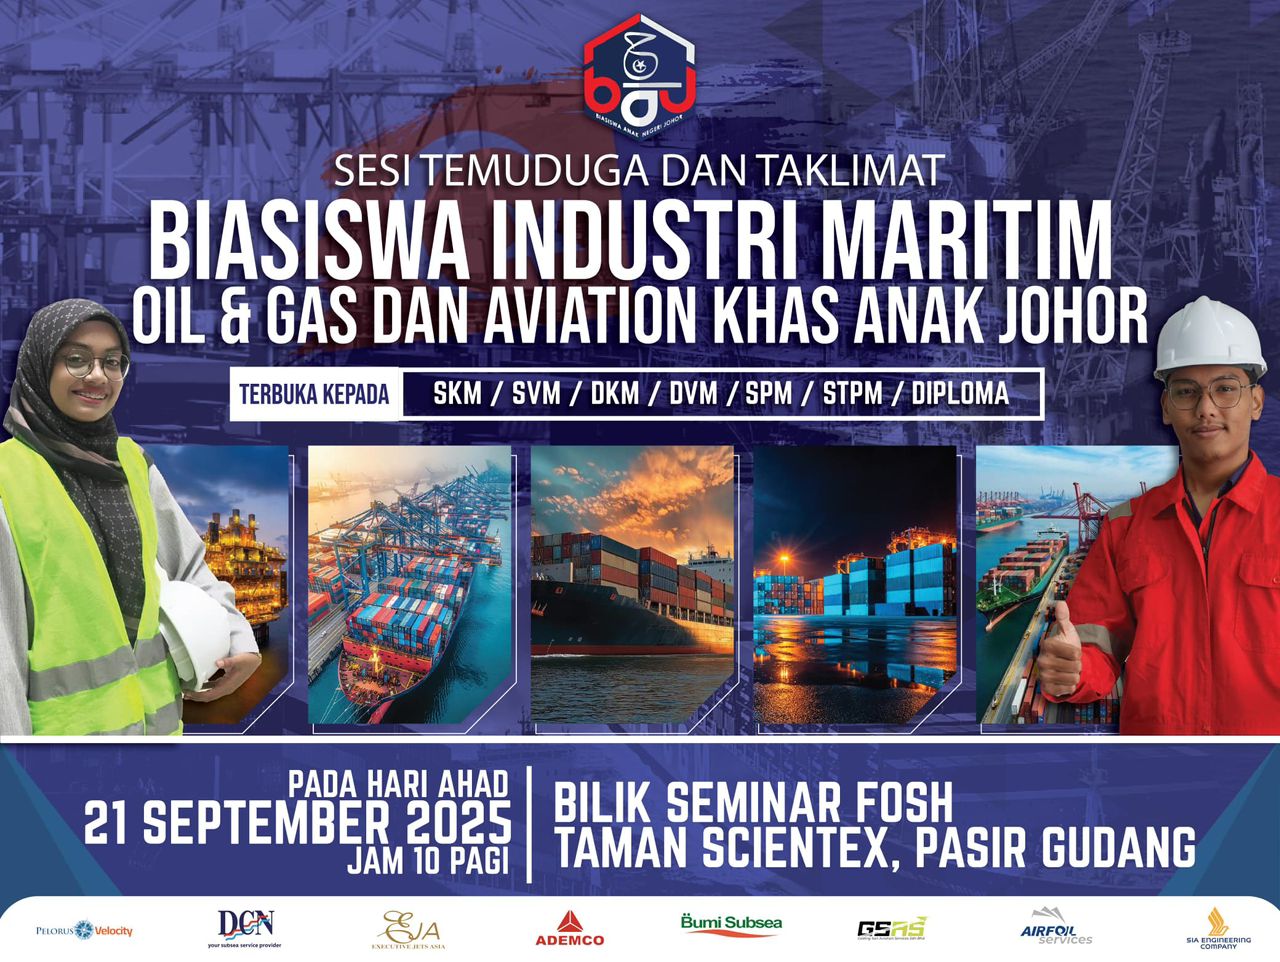 baJ
BIASISWA ANAK NEGERI JOHOR
SESI TEMUDUGA DAN TAKLIMAT
BIASISWA INDUSTRI MARITIM
OIL & GAS DAN AVIATION KHAS ANAK JOHOR
TERBUKA KEPADA
SKM / SVM / DKM / DVM / SPM / STPM / DIPLOMA
PADA HARI AHAD
21 SEPTEMBER 2025
JAM 10 PAGI
BILIK SEMINAR FOSH
TAMAN SCIENTEX, PASIR GUDANG
PELORUS Velocity
DCN
your subsea service provider
EJA
EXECUTIVE JETS ASIA
ADEMCO
Bumi Subsea
GSAS
AIRFOIL
services
SIA ENGINEERING
COMPANY